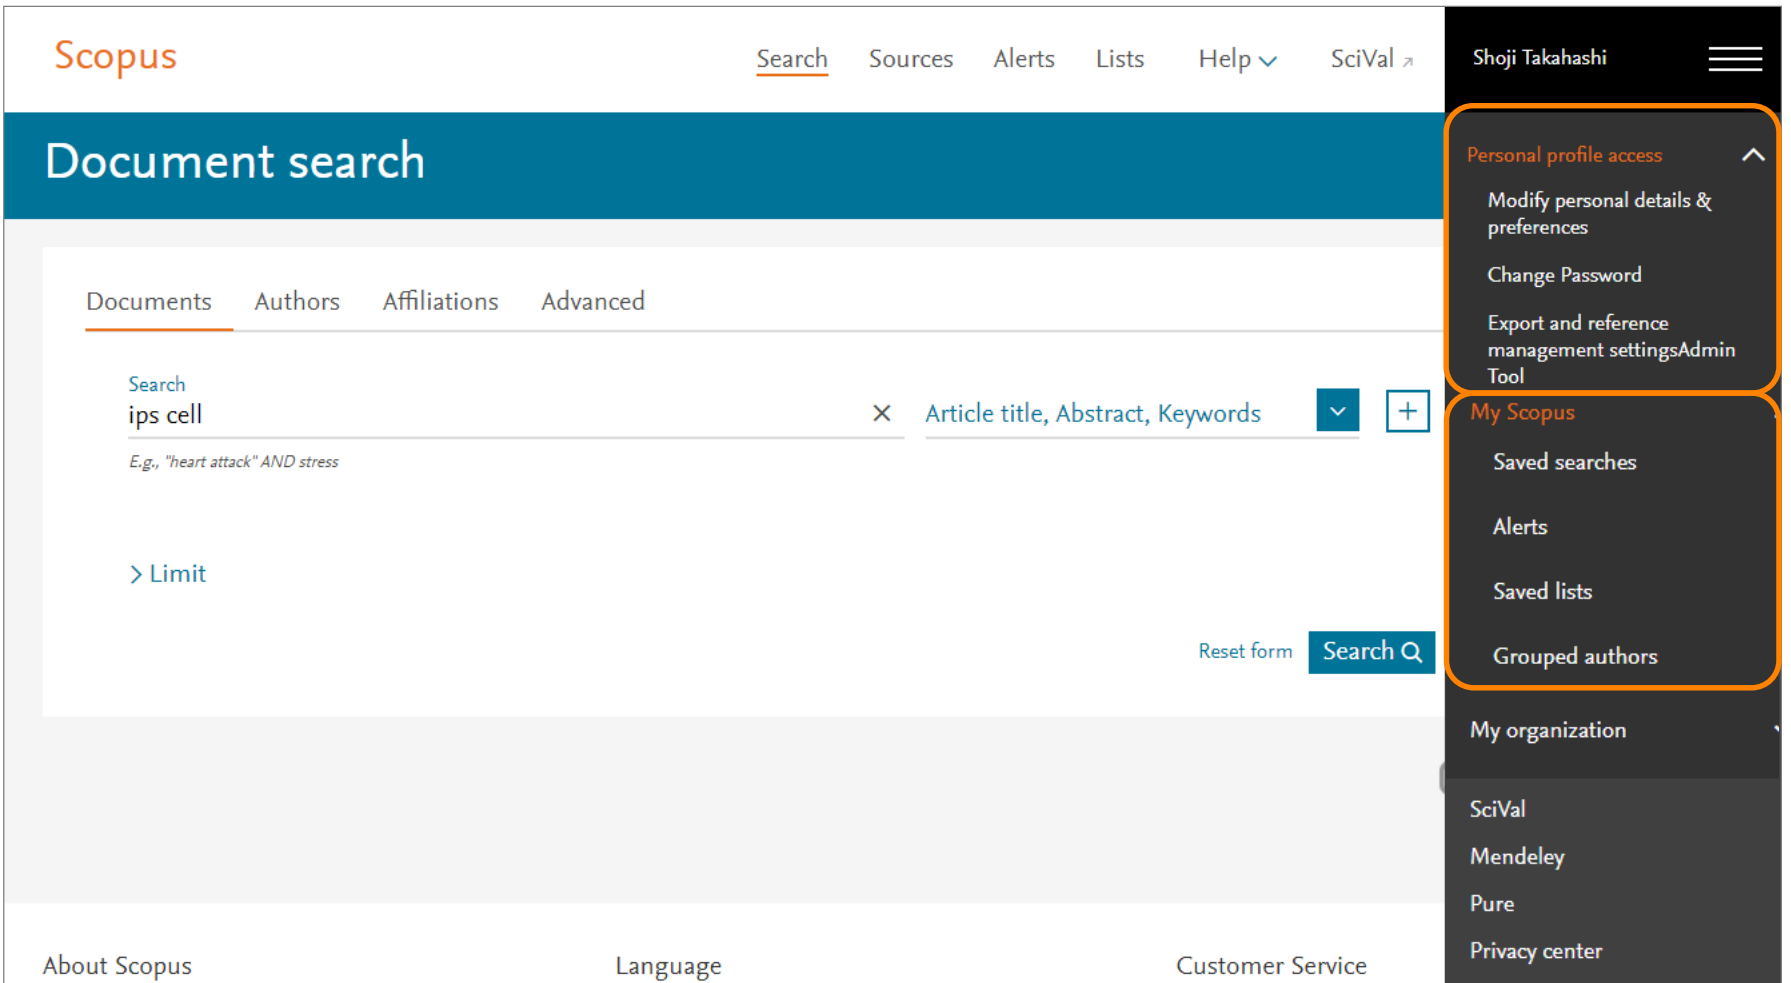 Scopus
Search Sources Alerts Lists Help SciVal
Shoji Takahashi
Document search
Documents Authors Affiliations Advanced
Search
ips cell
Article title, Abstract, Keywords
E.g., "heart attack" AND stress
Limit
Reset form
Search
Personal profile access
Modify personal details &
preferences
Change Password
Export and reference
management settingsAdmin
Tool
My Scopus
Saved searches
Alerts
Saved lists
Grouped authors
My organization
SciVal
Mendeley
Pure
Privacy center
About Scopus
Language
Customer Service